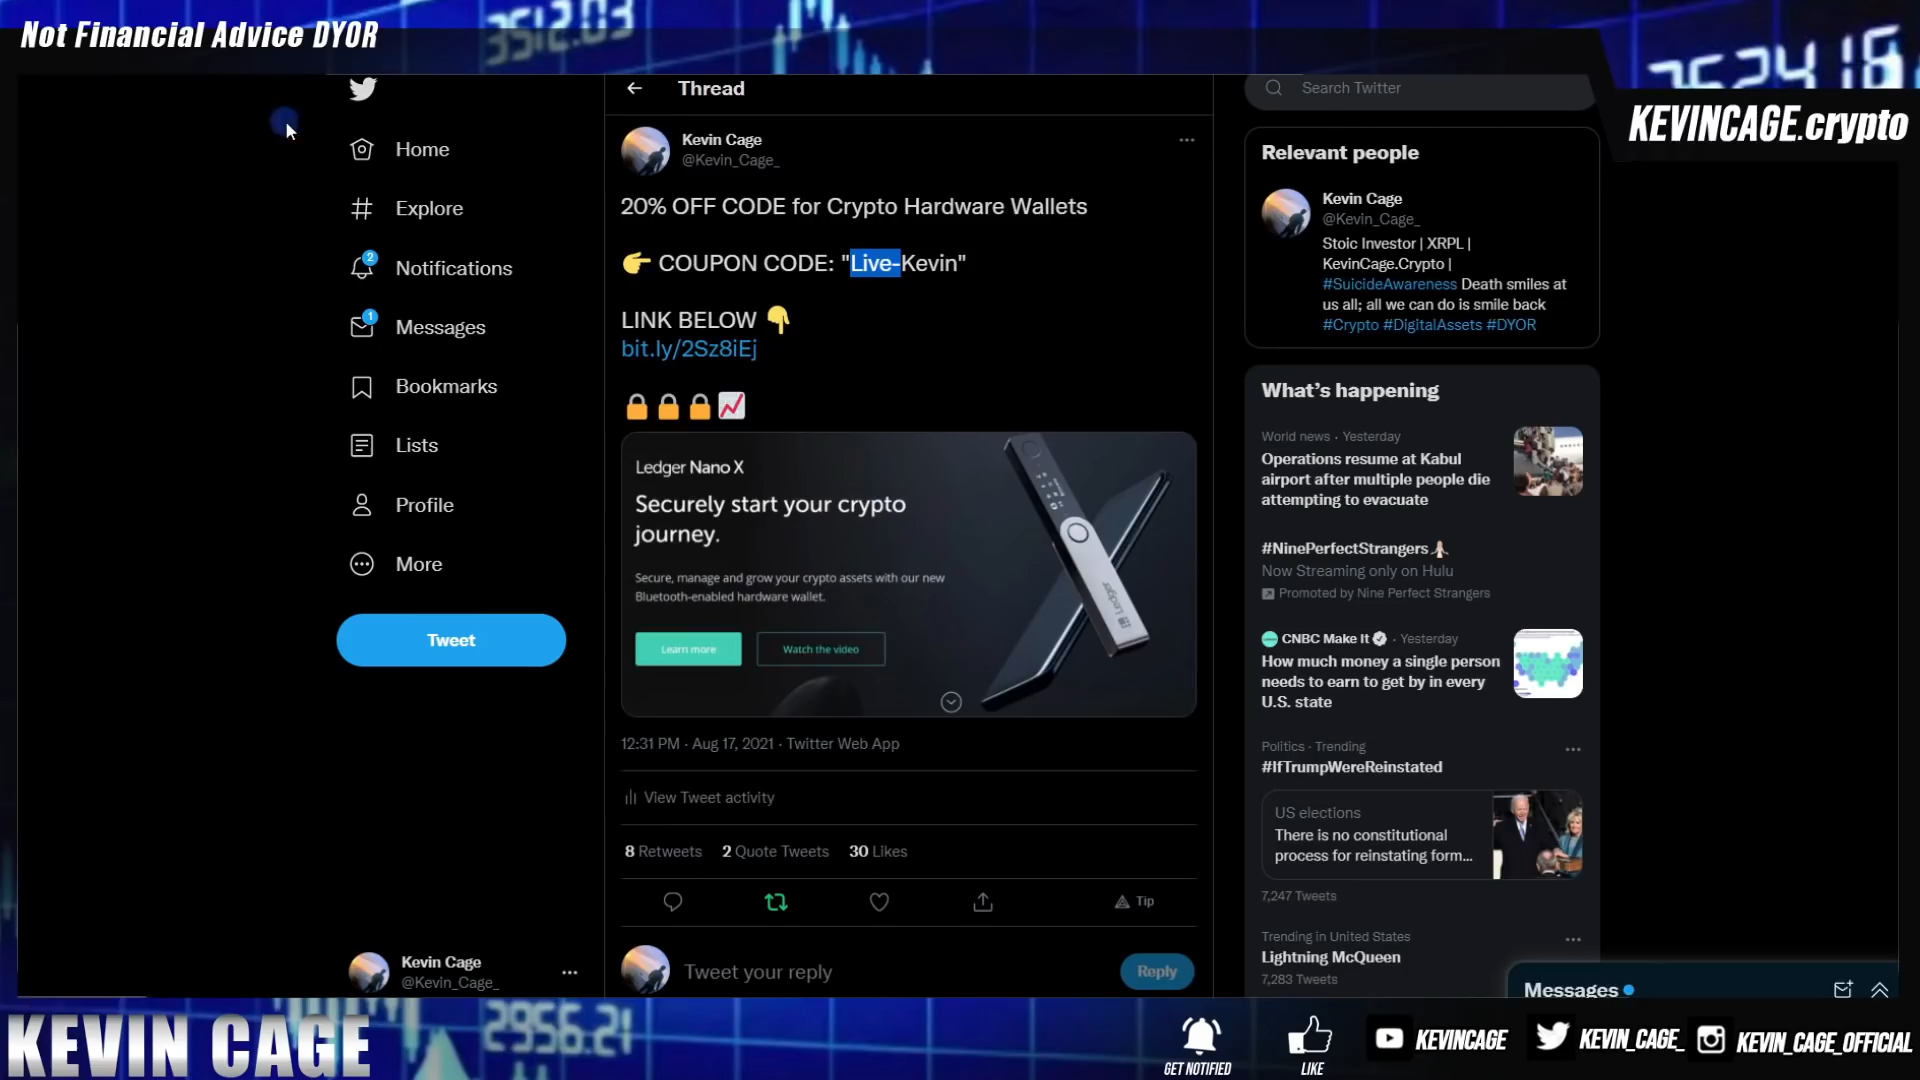 Not Financial Advice DYOR
3512.03
3524.16
KEVINCAGE.crypto
Home
Explore
2
Notifications
1
Messages
Bookmarks
Lists
Profile
More
Tweet
Kevin Cage
@Kevin_Cage_
Thread
Kevin Cage
@Kevin_Cage_
20% OFF CODE for Crypto Hardware Wallets
👉 COUPON CODE: "Live-Kevin"
LINK BELOW 👇
bit.ly/2Sz8iEj
🔒🔒🔒📈
Ledger Nano X
Securely start your crypto
journey.
Secure, manage and grow your crypto assets with our new
Bluetooth-enabled hardware wallet.
Learn more
Watch the video
Ledger
12:31 PM · Aug 17, 2021 · Twitter Web App
View Tweet activity
8 Retweets 2 Quote Tweets 30 Likes
Tip
Tweet your reply
Reply
Search Twitter
Relevant people
Kevin Cage
@Kevin_Cage_
Stoic Investor | XRPL |
KevinCage.Crypto |
#SuicideAwareness Death smiles at
us all; all we can do is smile back
#Crypto #DigitalAssets #DYOR
What's happening
World news · Yesterday
Operations resume at Kabul
airport after multiple people die
attempting to evacuate
#NinePerfectStrangers
Now Streaming only on Hulu
Promoted by Nine Perfect Strangers
CNBC Make It · Yesterday
How much money a single person
needs to earn to get by in every
U.S. state
Politics · Trending
#IfTrumpWereReinstated
US elections
There is no constitutional
process for reinstating form...
7,247 Tweets
Trending in United States
Lightning McQueen
7,283 Tweets
Messages
KEVIN CAGE
2956.21
GET NOTIFIED
LIKE
KEVINCAGE
KEVIN_CAGE_
KEVIN_CAGE_OFFICIAL